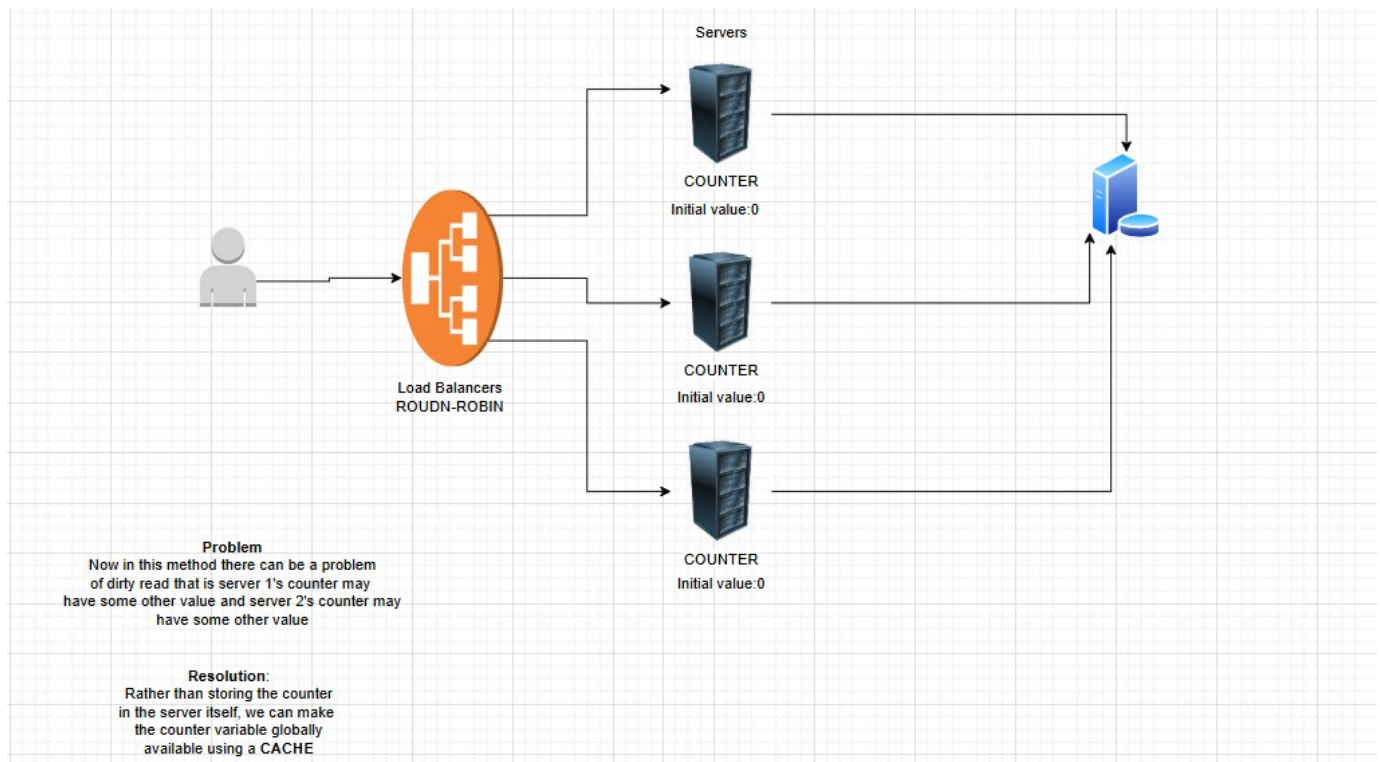 Servers
COUNTER
Initial value:0
COUNTER
Initial value:0
Load Balancers
ROUDN-ROBIN
COUNTER
Initial value:0
Problem
Now in this method there can be a problem
of dirty read that is server 1's counter may
have some other value and server 2's counter may
have some other value
Resolution:
Rather than storing the counter
in the server itself, we can make
the counter variable globally
available using a CACHE